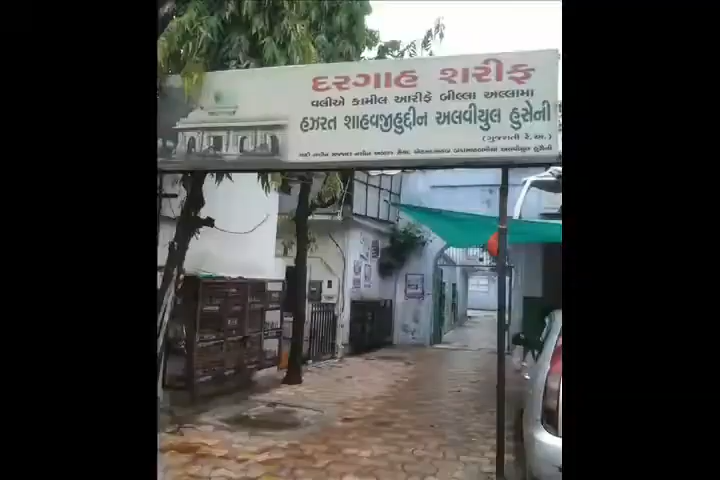 દરગાહ શરીફ
વલીએ કામીલ આરીફે બીલ્લા અલ્લામા
હઝરત શાહવજીહુદ્દીન અલવીયુલ હુસેની
(ગુજરાતી રે.અ.)